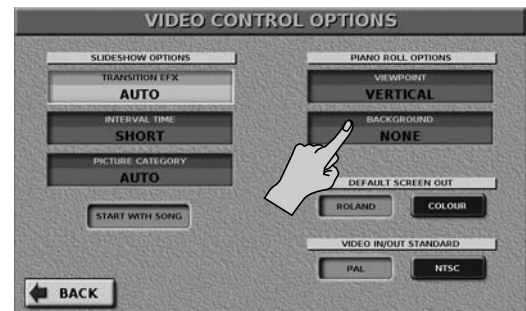 VIDEO CONTROL OPTIONS
SLIDESHOW OPTIONS
TRANSITION EFX
AUTO
INTERVAL TIME
SHORT
PICTURE CATEGORY
AUTO
START WITH SONG
PIANO ROLL OPTIONS
VIEWPOINT
VERTICAL
BACKGROUND
NONE
DEFAULT SCREEN OUT
ROLAND
COLOUR
VIDEO IN/OUT STANDARD
PAL
NTSC
BACK